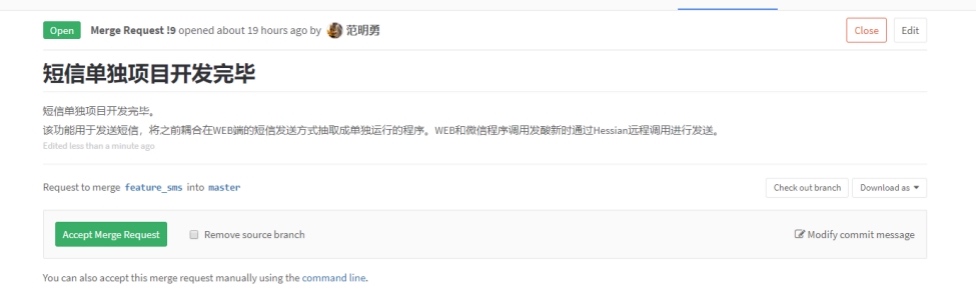 Open Merge Request !9 opened about 19 hours ago by 范明勇 Close Edit
短信单独项目开发完毕
短信单独项目开发完毕。
该功能用于发送短信，将之前耦合在WEB端的短信发送方式抽取成单独运行的程序。WEB和微信程序调用发酸新时通过Hessian远程调用进行发送。
Edited less than a minute ago
Request to merge feature_sms into master Check out branch Download as
Accept Merge Request Remove source branch Modify commit message
You can also accept this merge request manually using the command line.